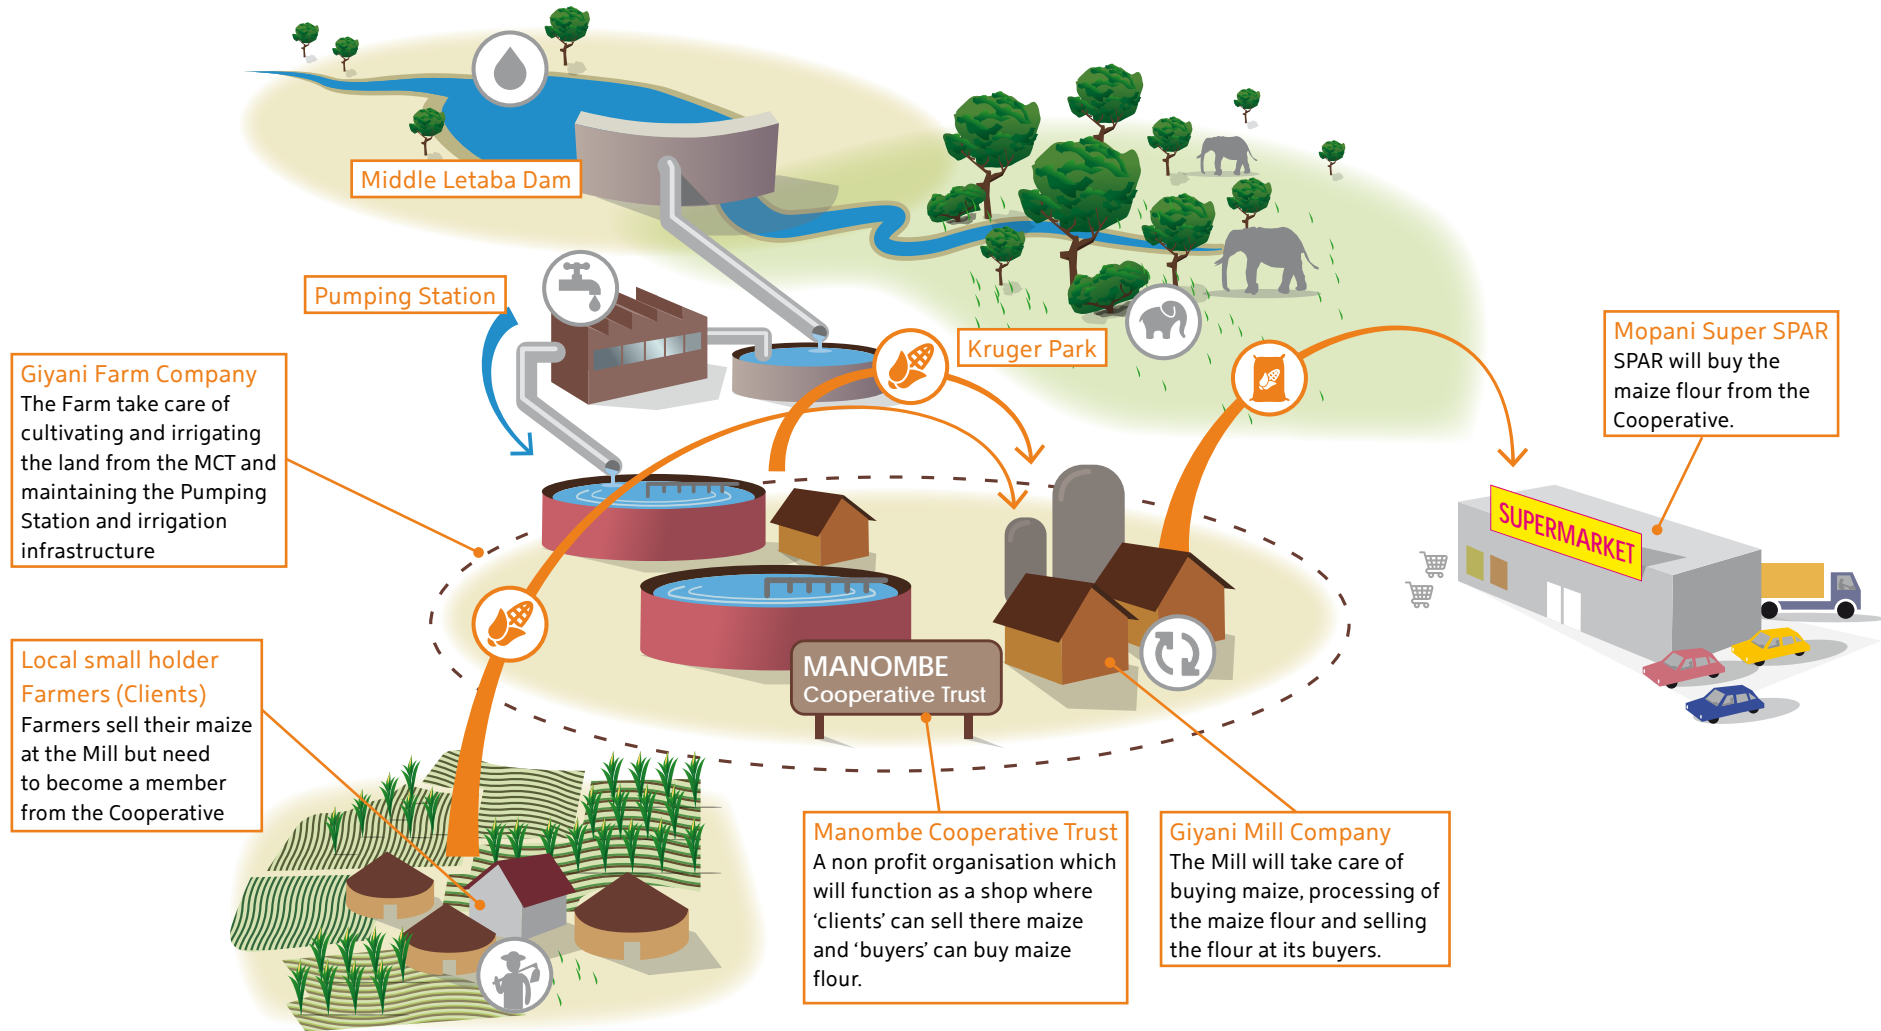 Middle Letaba Dam
Pumping Station
Kruger Park
Mopani Super SPAR
SPAR will buy the
maize flour from the
Cooperative.
Giyani Farm Company
The Farm take care of
cultivating and irrigating
the land from the MCT and
maintaining the Pumping
Station and irrigation
infrastructure
SUPERMARKET
Local small holder
Farmers (Clients)
Farmers sell their maize
at the Mill but need
to become a member
from the Cooperative
MANOMBE
Cooperative Trust
Manombe Cooperative Trust
A non profit organisation which
will function as a shop where
‘clients’ can sell there maize
and ‘buyers’ can buy maize
flour.
Giyani Mill Company
The Mill will take care of
buying maize, processing of
the maize flour and selling
the flour at its buyers.